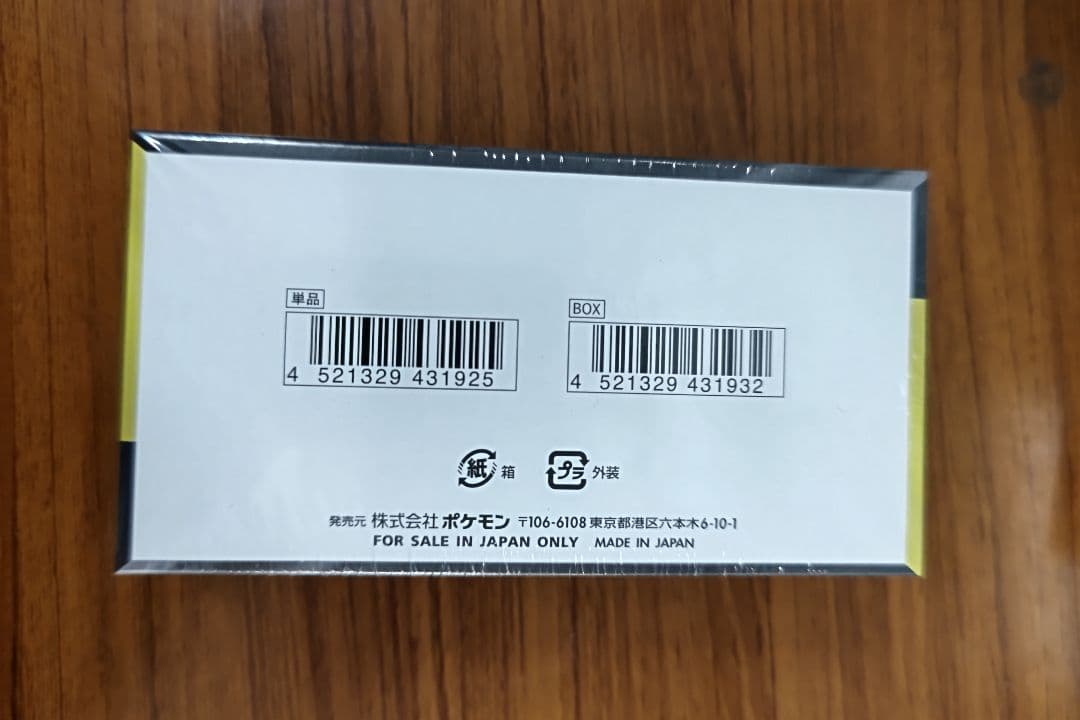 単品
4 521329 431925
BOX
4 521329 431932
紙 箱 プラ 外装
発売元 株式会社ポケモン 〒106-6108 東京都港区六本木6-10-1
FOR SALE IN JAPAN ONLY MADE IN JAPAN